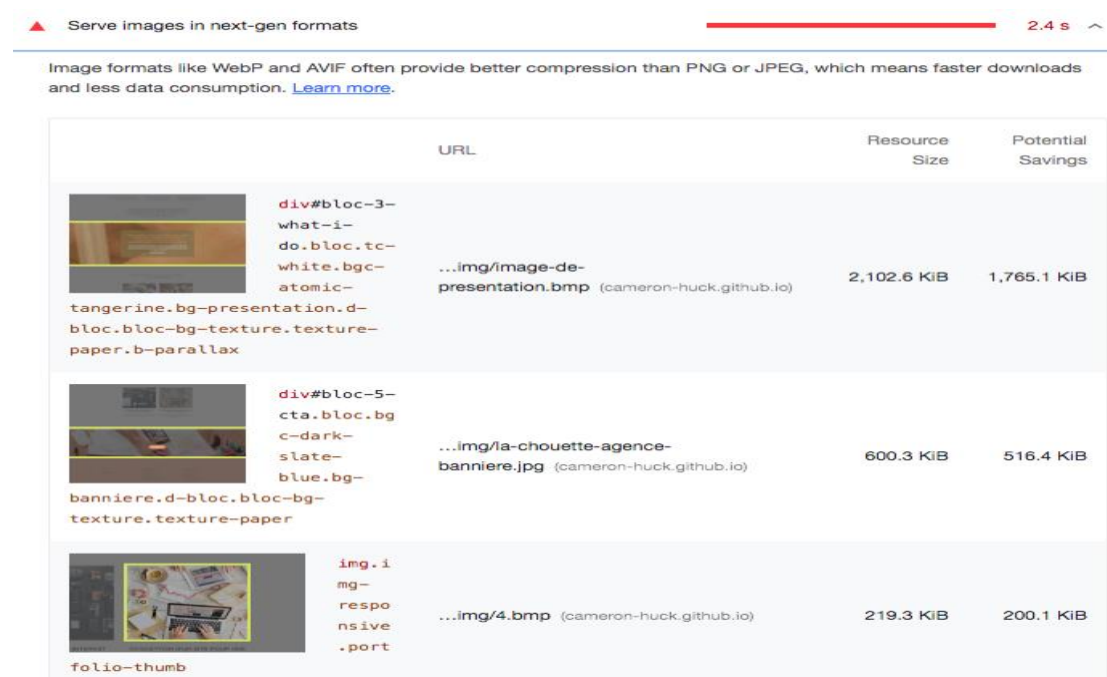 Serve images in next-gen formats
2.4 s
Image formats like WebP and AVIF often provide better compression than PNG or JPEG, which means faster downloads
and less data consumption. Learn more.
URL
Resource
Size
Potential
Savings
div#bloc-3-
what-i-
do.bloc.tc-
white.bgc-
atomic-
tangerine.bg-presentation.d-
bloc.bloc-bg-texture.texture-
paper.b-parallax
...img/image-de-
presentation.bmp (cameron-huck.github.io)
2,102.6 KiB
1,765.1 KiB
div#bloc-5-
cta.bloc.bg
c-dark-
slate-
blue.bg-
banniere.d-bloc.bloc-bg-
texture.texture-paper
...img/la-chouette-agence-
banniere.jpg (cameron-huck.github.io)
600.3 KiB
516.4 KiB
img.i
mg-
respo
nsive
.port
folio-thumb
...img/4.bmp (cameron-huck.github.io)
219.3 KiB
200.1 KiB